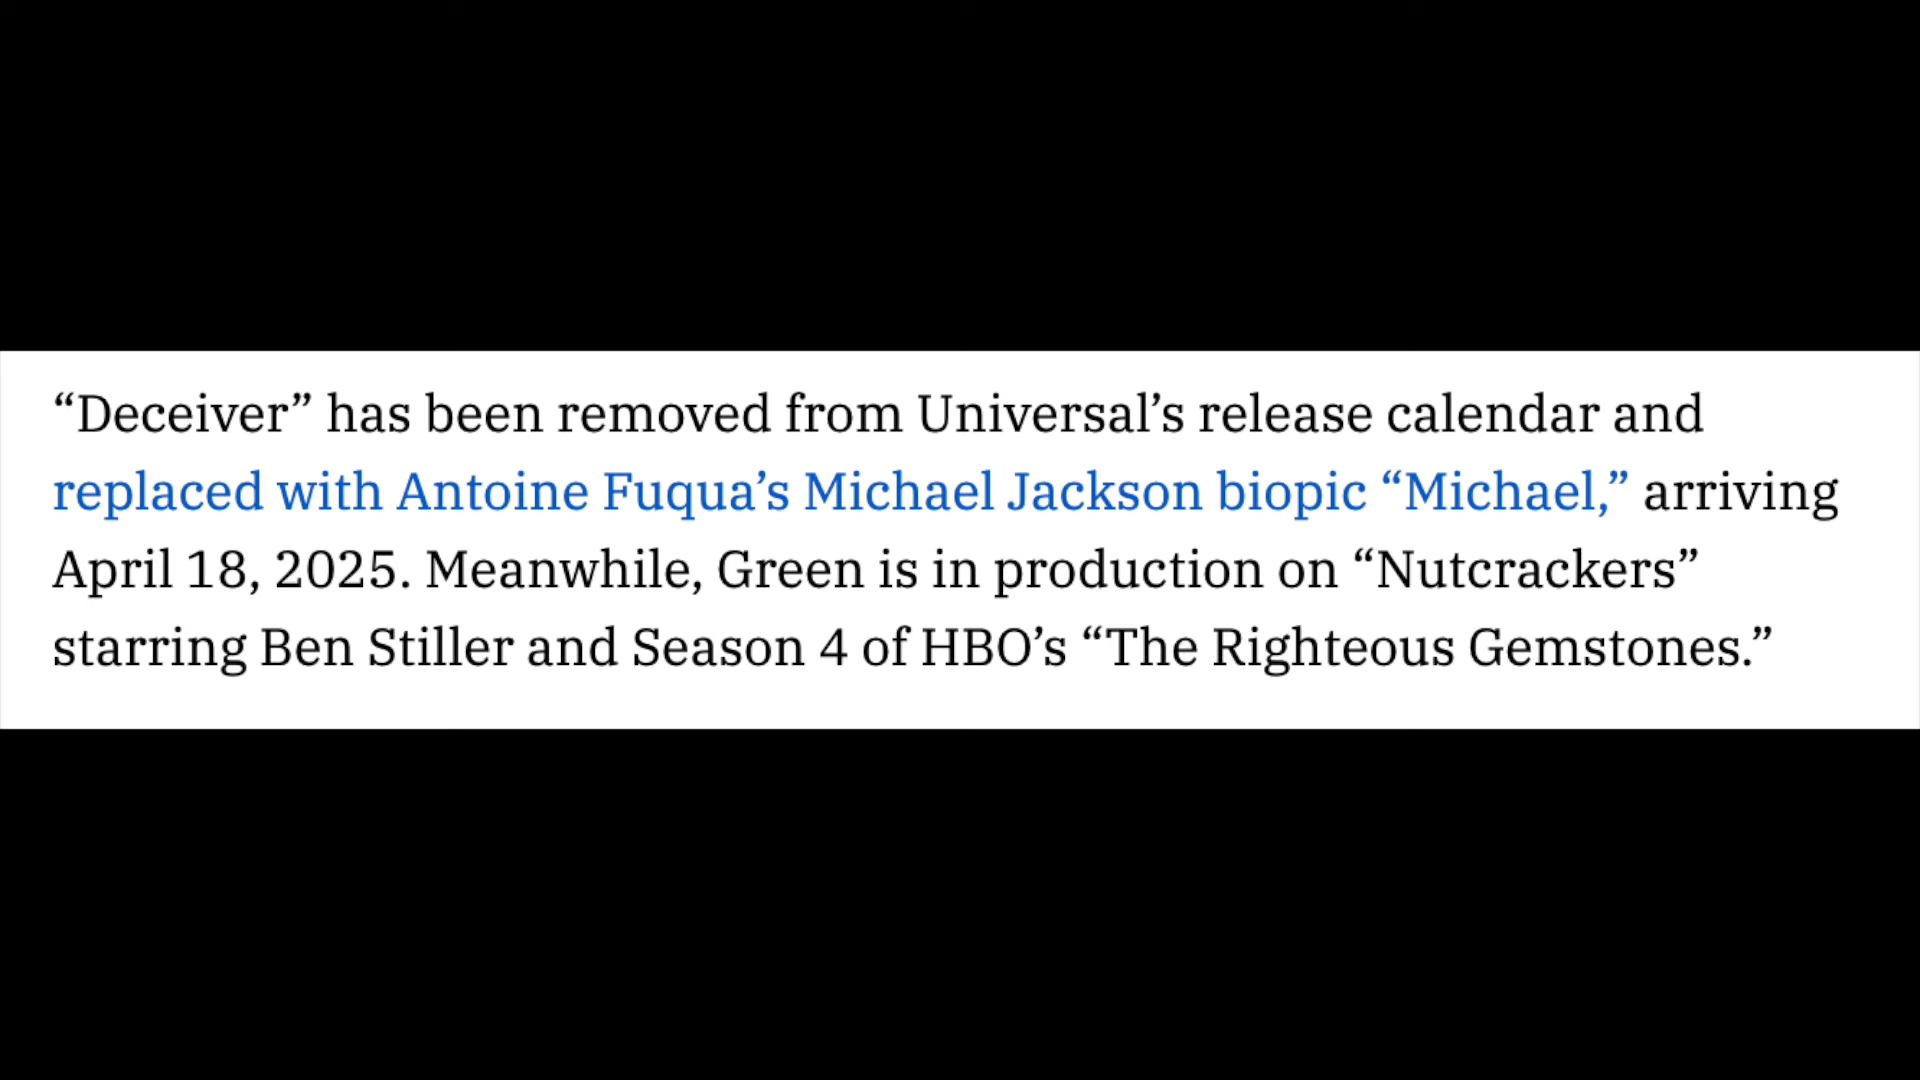 “Deceiver” has been removed from Universal’s release calendar and
replaced with Antoine Fuqua’s Michael Jackson biopic “Michael,” arriving
April 18, 2025. Meanwhile, Green is in production on “Nutcrackers”
starring Ben Stiller and Season 4 of HBO’s “The Righteous Gemstones.”